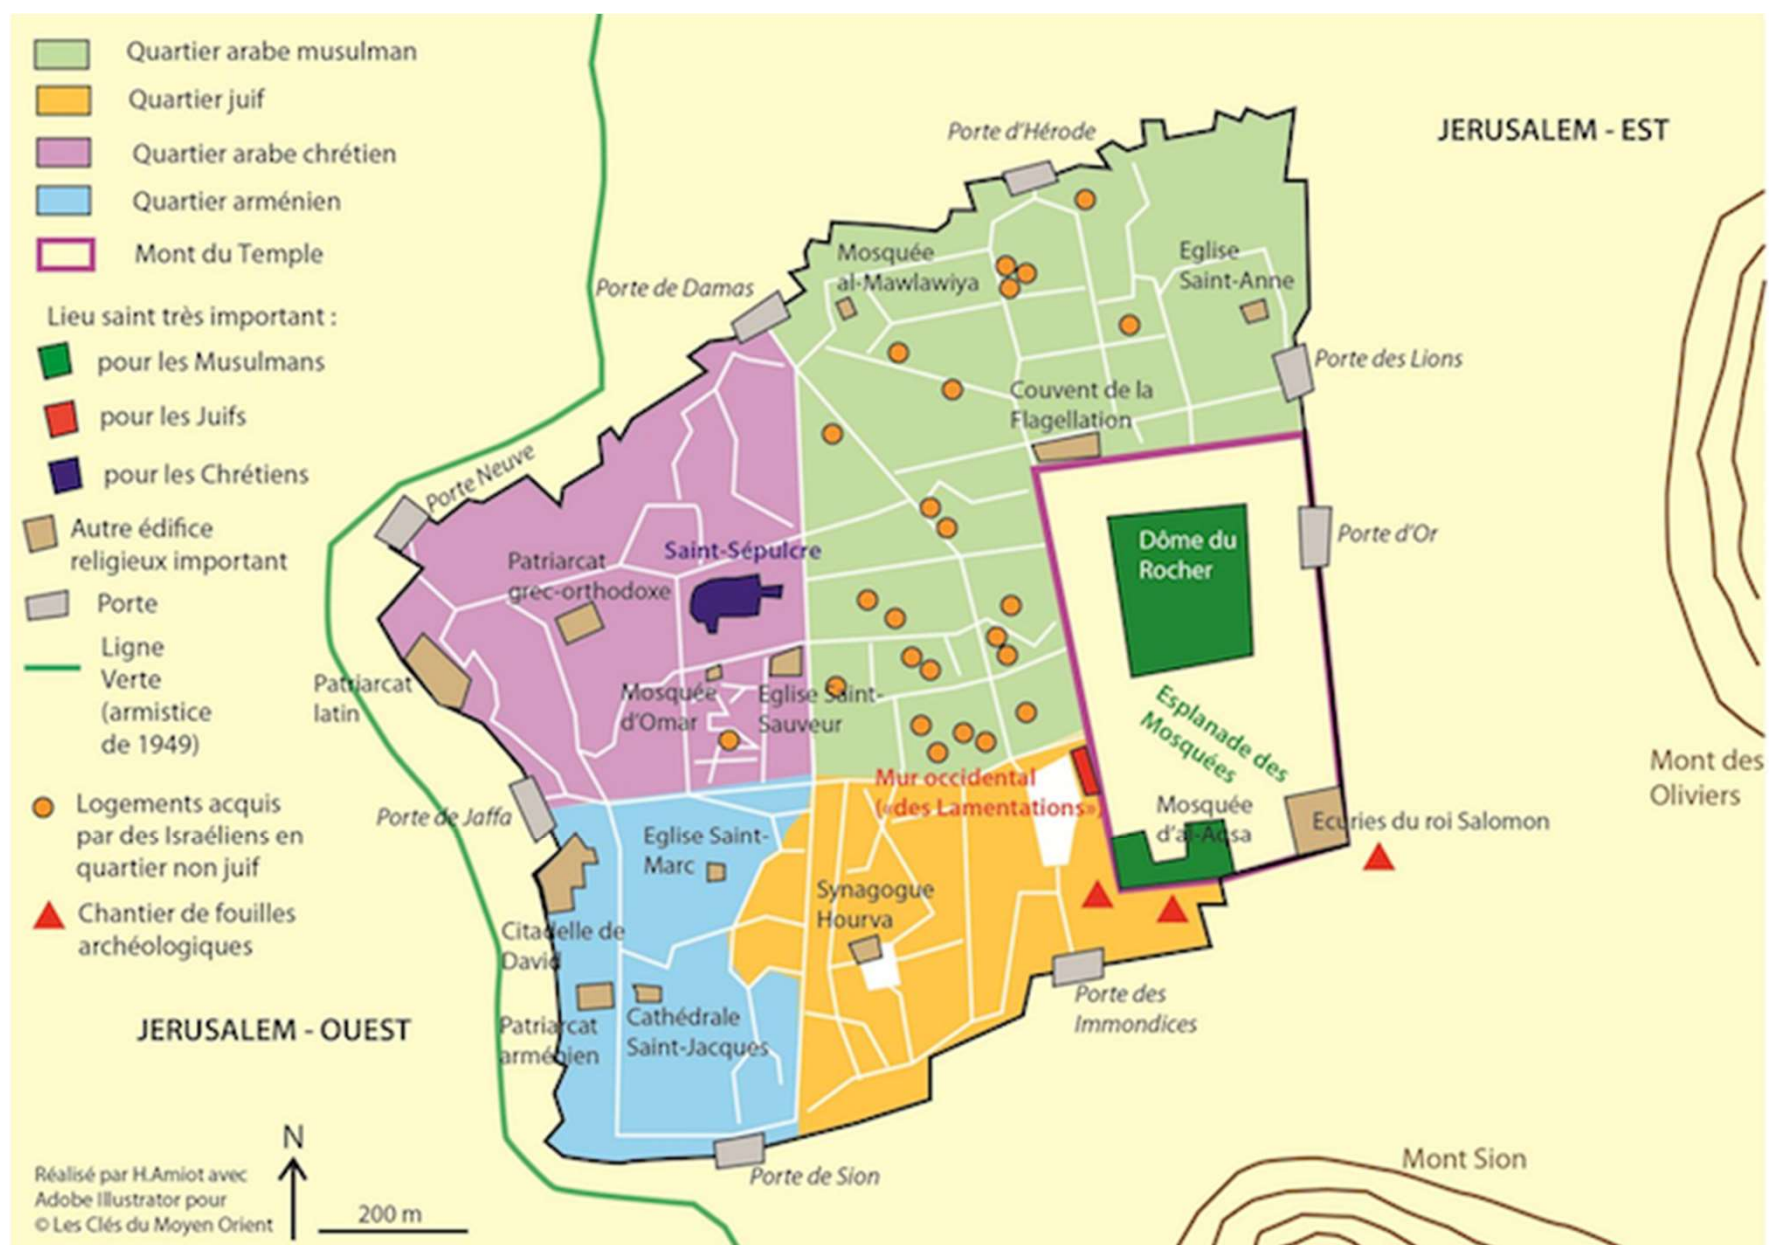 Quartier arabe musulman
Quartier juif
Quartier arabe chrétien
Quartier arménien
Mont du Temple
Lieu saint très important :
pour les Musulmans
pour les Juifs
pour les Chrétiens
Autre édifice
religieux important
Porte
Ligne
Verte
(armistice
de 1949)
Logements acquis
par des Israéliens en
quartier non juif
Chantier de fouilles
archéologiques
JERUSALEM - OUEST
N
Réalisé par H.Amiot avec
Adobe Illustrator pour
© Les Clés du Moyen Orient
200 m
JERUSALEM - EST
Porte d'Hérode
Mosquée
al-Mawlawiya
Eglise
Saint-Anne
Porte de Damas
Porte des Lions
Couvent de la
Flagellation
Porte Neuve
Porte d'Or
Dôme du
Rocher
Saint-Sépulcre
Patriarcat
grec-orthodoxe
Patriarcat
latin
Mosquée
d'Omar
Eglise Saint-
Sauveur
Esplanade des
Mosquées
Mur occidental
(«des Lamentations»)
Mosquée
d'al-Aqsa
Ecuries du roi Salomon
Mont des
Oliviers
Porte de Jaffa
Eglise Saint-
Marc
Synagogue
Hourva
Citadelle de
David
Patriarcat
arménien
Cathédrale
Saint-Jacques
Porte des
Immondices
Porte de Sion
Mont Sion